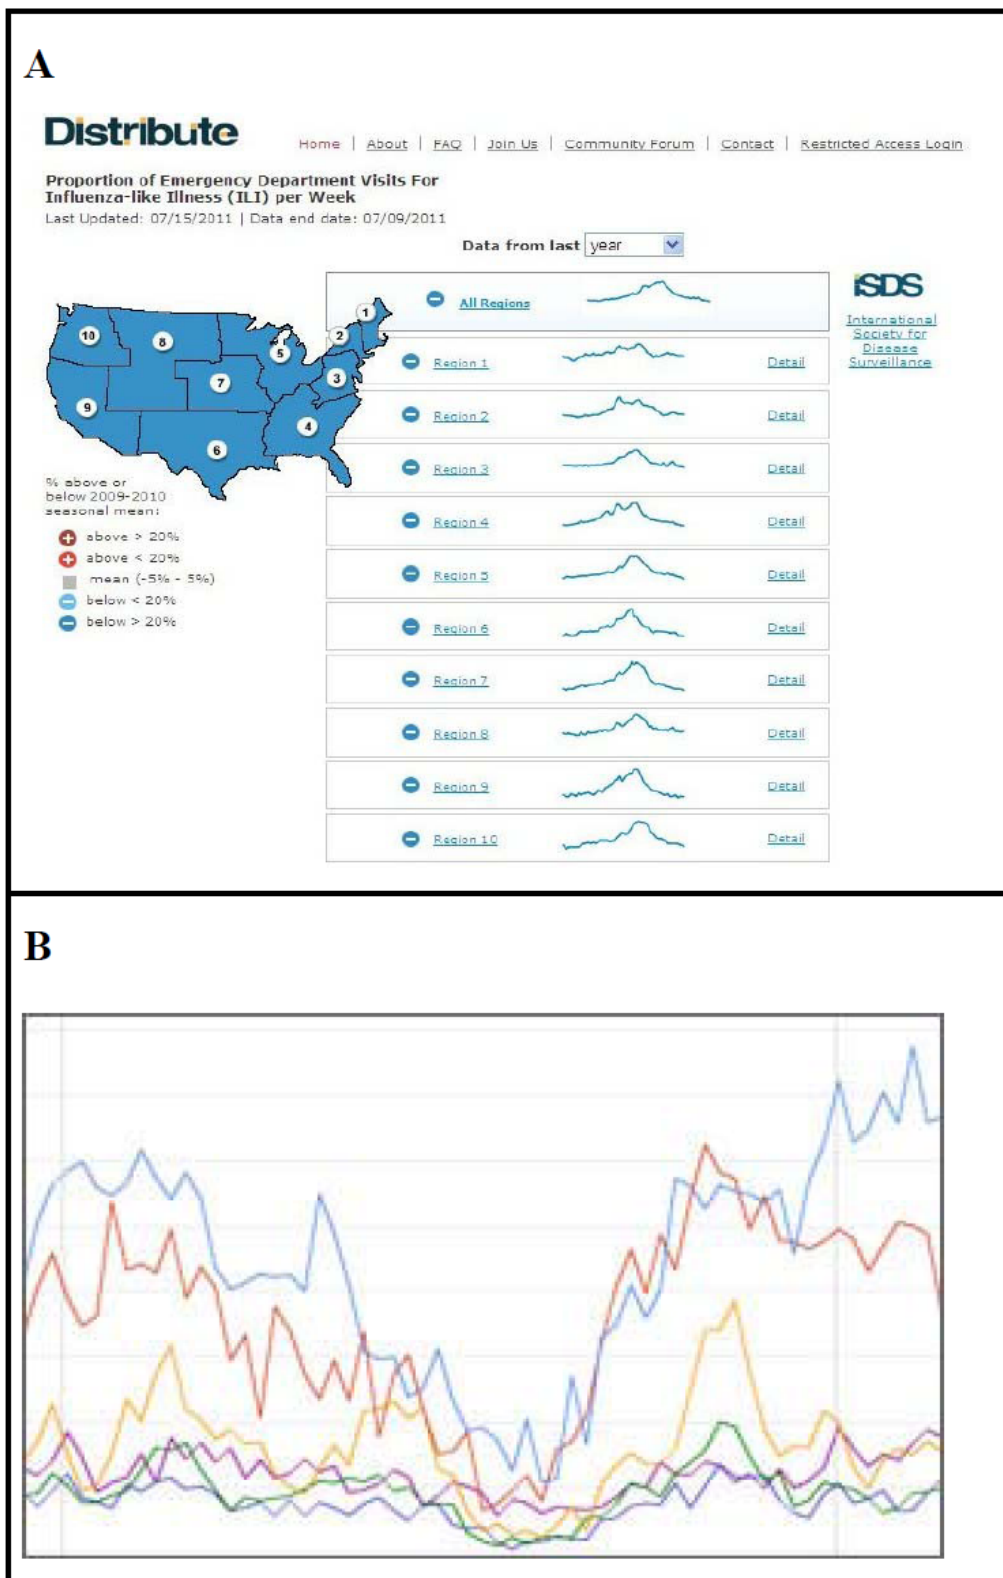 A
Distribute
Home | About | FAQ | Join Us | Community Forum | Contact | Restricted Access Login
Proportion of Emergency Department Visits For
Influenza-like Illness (ILI) per Week
Last Updated: 07/15/2011 | Data end date: 07/09/2011
Data from last year
All Regions
iSDS
International
Society for
Disease
Surveillance
1
2
3
4
5
6
7
8
9
10
Region 1 Detail
Region 2 Detail
Region 3 Detail
Region 4 Detail
Region 5 Detail
Region 6 Detail
Region 7 Detail
Region 8 Detail
Region 9 Detail
Region 10 Detail
% above or
below 2009-2010
seasonal mean:
above > 20%
above < 20%
mean (-5% - 5%)
below < 20%
below > 20%
B